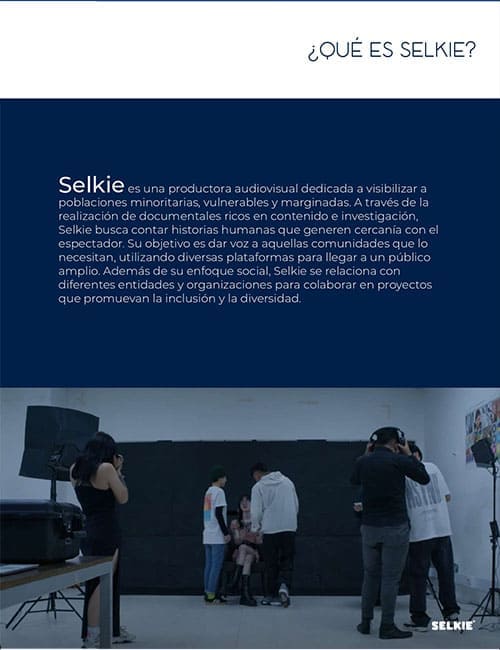 ¿QUÉ ES SELKIE?
Selkie es una productora audiovisual dedicada a visibilizar a
poblaciones minoritarias, vulnerables y marginadas. A través de la
realización de documentales ricos en contenido e investigación,
Selkie busca contar historias humanas que generen cercanía con el
espectador. Su objetivo es dar voz a aquellas comunidades que lo
necesitan, utilizando diversas plataformas para llegar a un público
amplio. Además de su enfoque social, Selkie se relaciona con
diferentes entidades y organizaciones para colaborar en proyectos
que promuevan la inclusión y la diversidad.
SELKIE